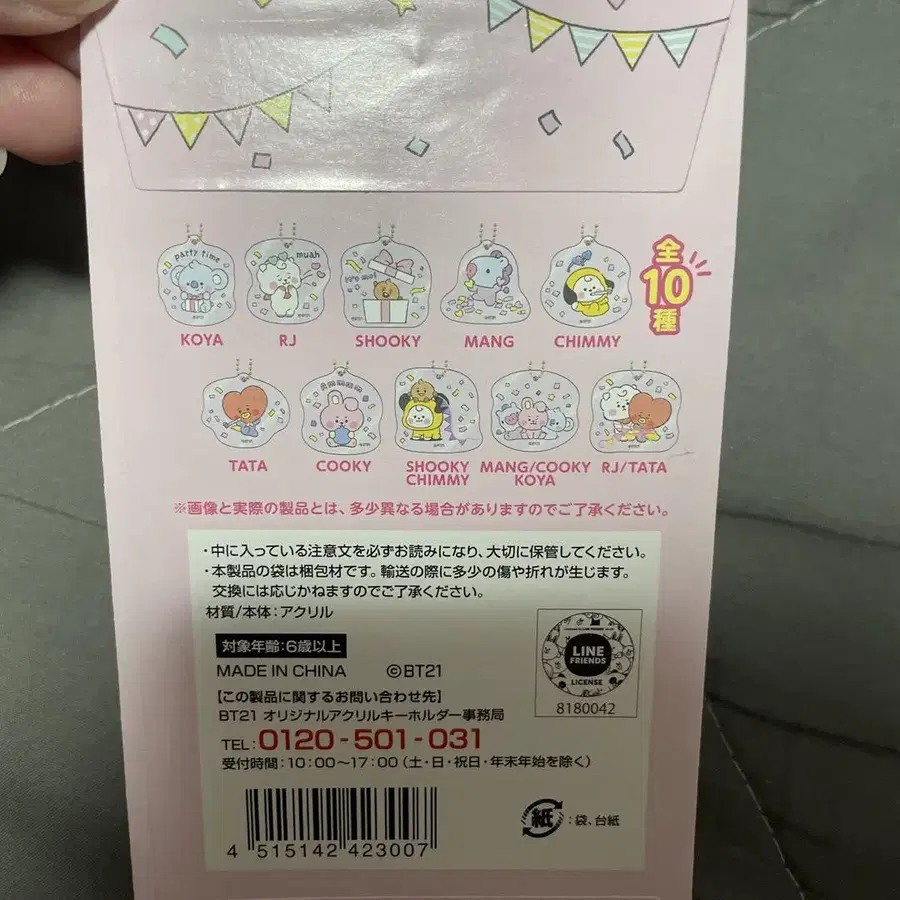 party time
muah
It's me!
全
10
種
KOYA
RJ
SHOOKY
MANG
CHIMMY
TATA
COOKY
SHOOKY
CHIMMY
MANG/COOKY
KOYA
RJ/TATA
※画像と実際の製品とは、多少異なる場合がありますのでご了承ください。
・中に入っている注意文を必ずお読みになり、大切に保管してください。
・本製品の袋は梱包材です。輸送の際に多少の傷や折れが生じます。
交換には応じかねますのでご了承ください。
材質/本体：アクリル
対象年齢：6歳以上
MADE IN CHINA ©BT21
LINE
FRIENDS
LICENSE
8180042
【この製品に関するお問い合わせ先】
BT21 オリジナルアクリルキーホルダー事務局
TEL：0120-501-031
受付時間：10：00〜17：00（土・日・祝日・年末年始を除く）
紙：袋、台紙
4 515142 423007